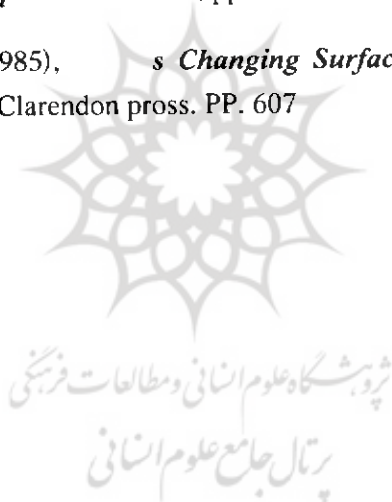 985), s Changing Surfac
Clarendon pross. PP. 607
پژوهشگاه علوم انسانی و مطالعات فرهنگی
پرتال جامع علوم انسانی